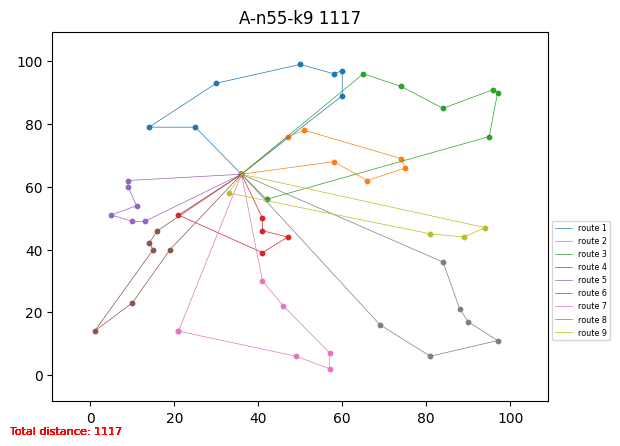 A-n55-k9 1117
100
80
60
40
20
0
0 20 40 60 80 100
route 1
route 2
route 3
route 4
route 5
route 6
route 7
route 8
route 9
Total distance: 1117